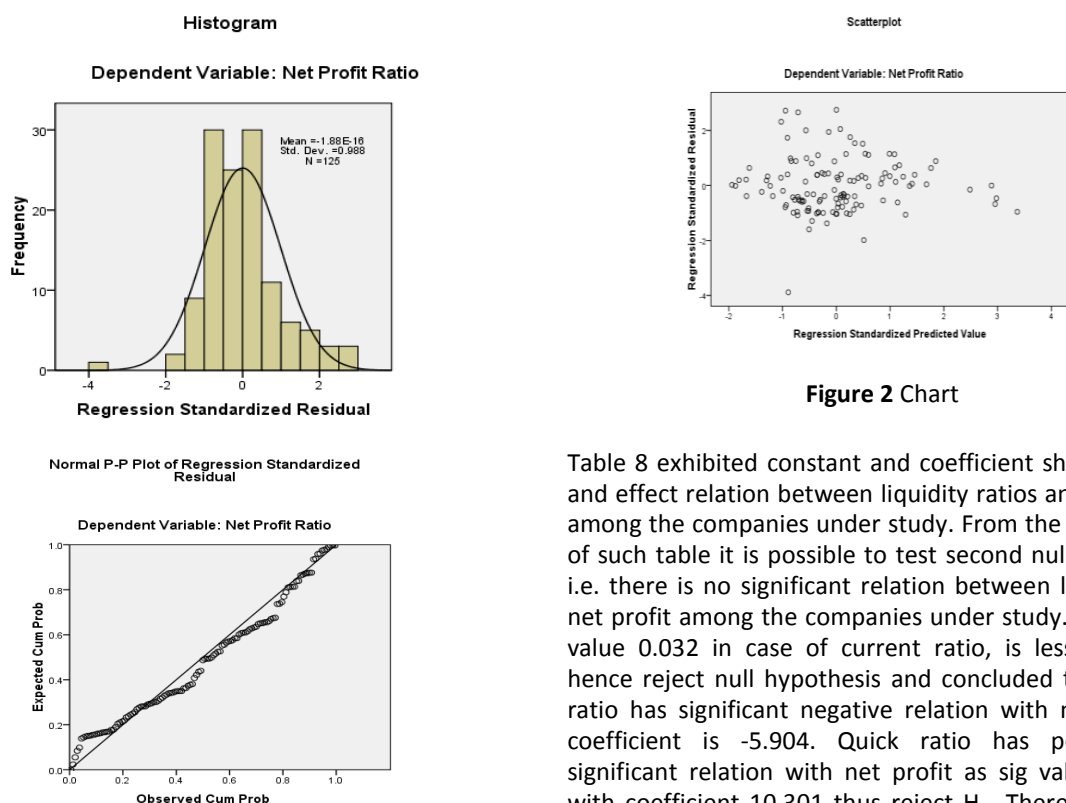 Histogram
Dependent Variable: Net Profit Ratio
Mean =-1.88E-16
Std. Dev. =0.988
N =125
Frequency
30
20
10
0
-4
-2
0
2
Regression Standardized Residual
Normal P-P Plot of Regression Standardized
Residual
Dependent Variable: Net Profit Ratio
Expected Cum Prob
1.0
0.8
0.6
0.4
0.2
0.0
0.0
0.2
0.4
0.6
0.8
1.0
Observed Cum Prob
Scatterplot
Dependent Variable: Net Profit Ratio
Regression Standardized Residual
2
0
-2
-4
-2
-1
0
1
2
3
4
Regression Standardized Predicted Value
Figure 2 Chart
Table 8 exhibited constant and coefficient sh
and effect relation between liquidity ratios an
among the companies under study. From the
of such table it is possible to test second nul
i.e. there is no significant relation between l
net profit among the companies under study.
value 0.032 in case of current ratio, is less
hence reject null hypothesis and concluded t
ratio has significant negative relation with n
coefficient is -5.904. Quick ratio has p
significant relation with net profit as sig val
with coefficient 10.301 thus reject H. There